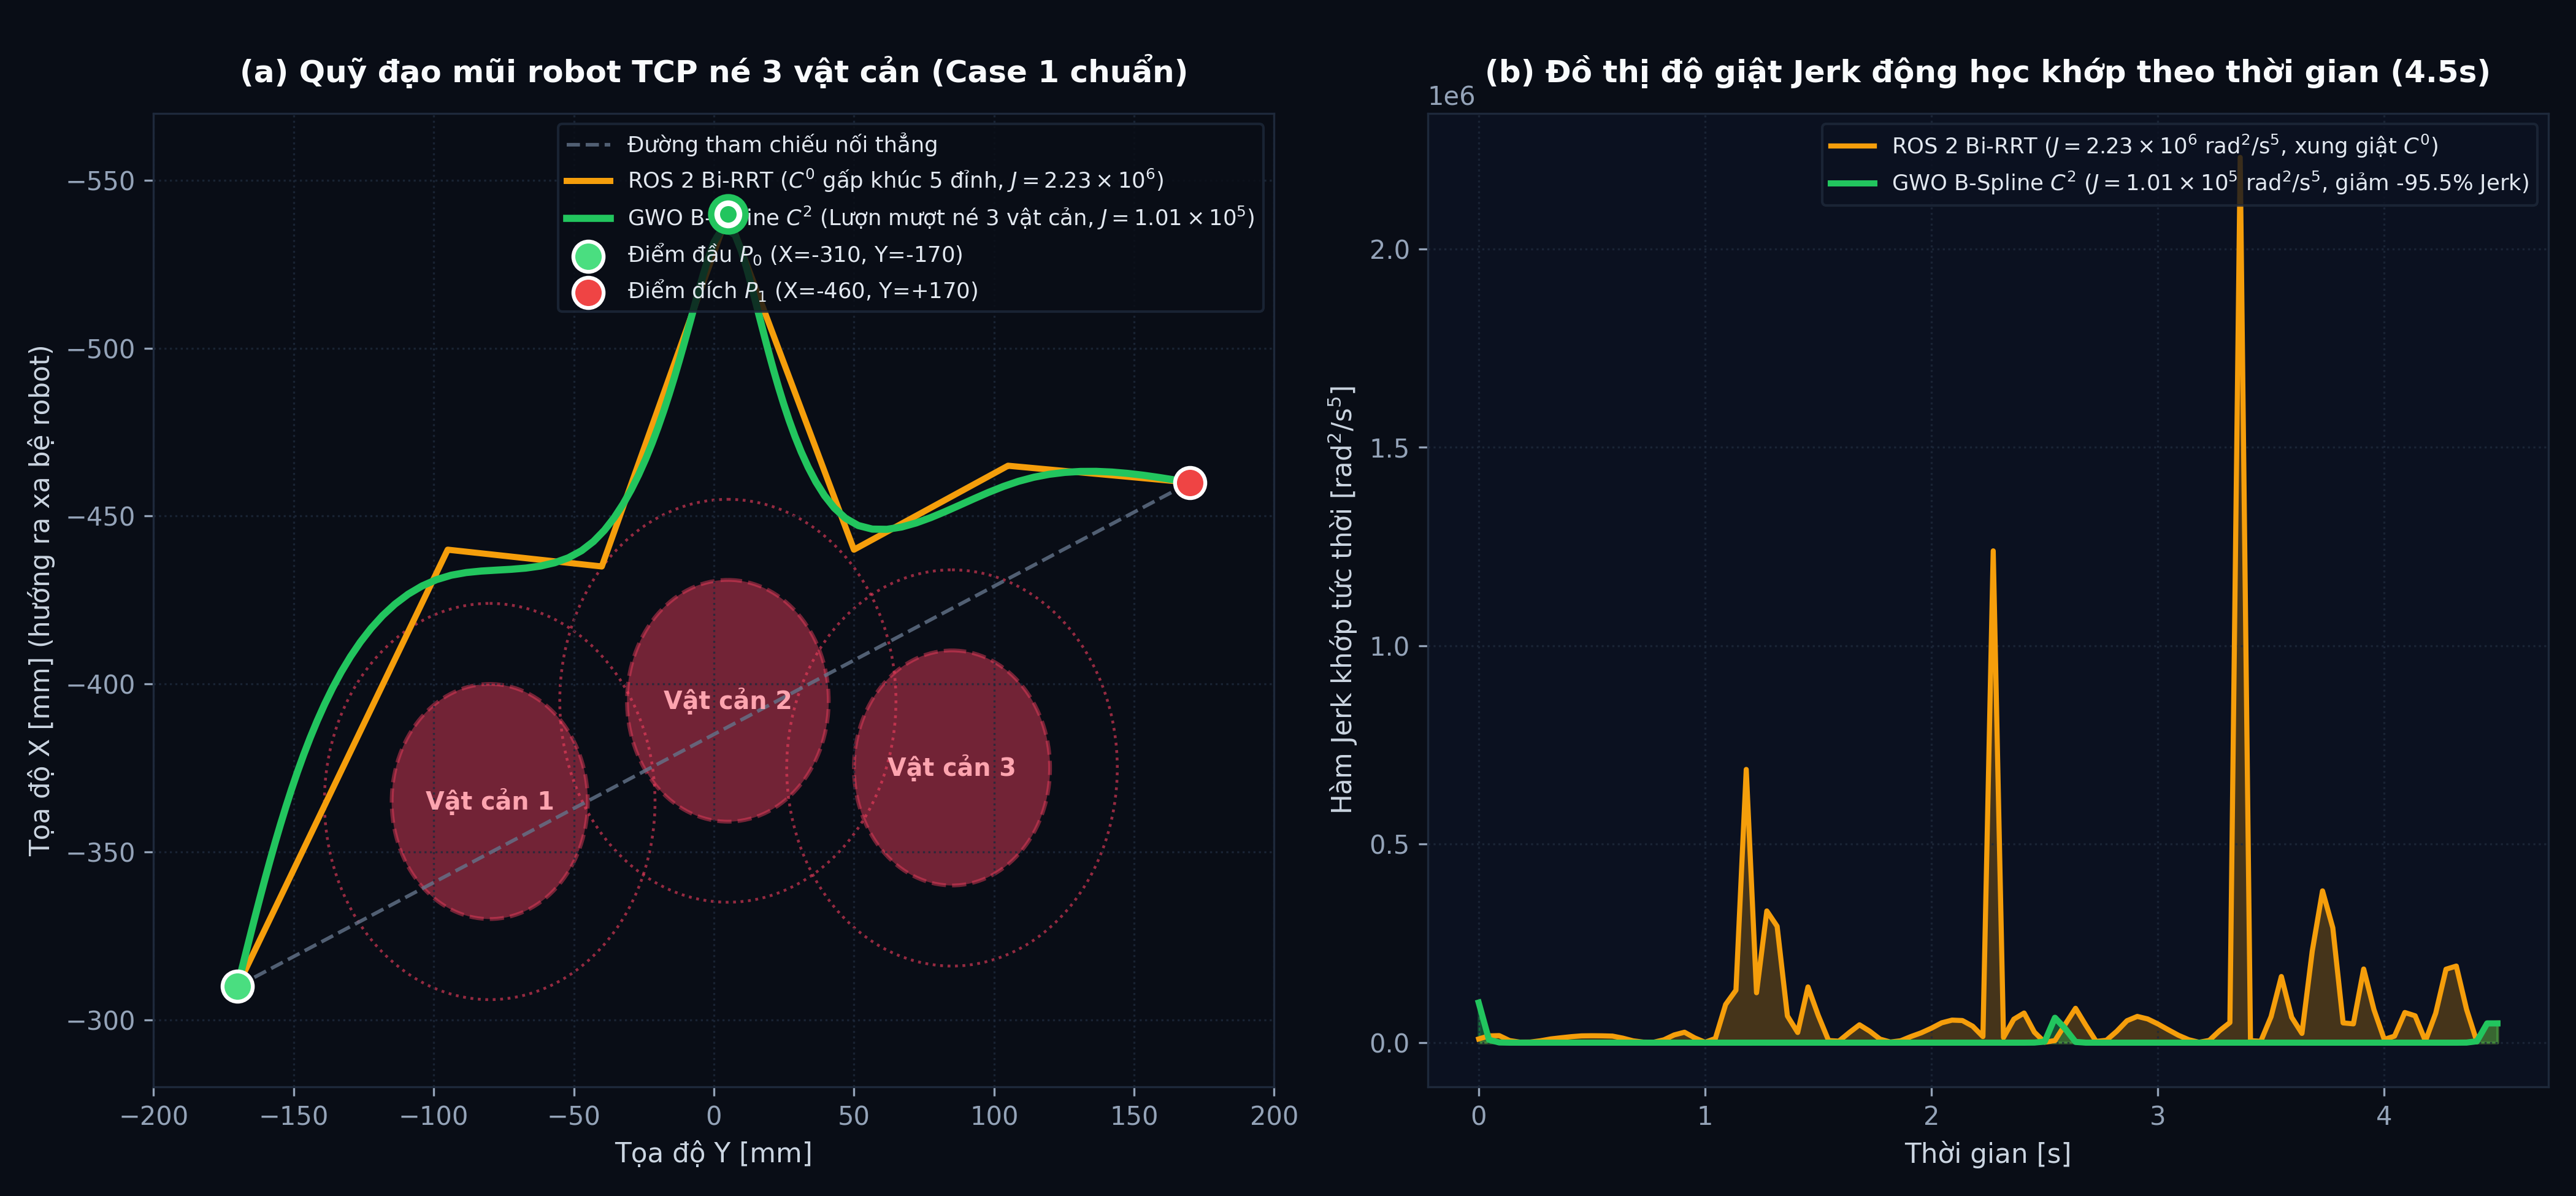 (a) Quỹ đạo mũi robot TCP né 3 vật cản (Case 1 chuẩn)
Đường tham chiếu nối thẳng
ROS 2 Bi-RRT (C⁰ gấp khúc 5 đỉnh, J = 2.23 × 10⁶)
GWO B-Spline C² (Lượn mượt né 3 vật cản, J = 1.01 × 10⁵)
Điểm đầu P₀ (X=-310, Y=-170)
Điểm đích P₁ (X=-460, Y=+170)
Tọa độ X [mm] (hướng ra xa bệ robot)
−550
−500
−450
−400
−350
−300
Vật cản 1
Vật cản 2
Vật cản 3
−200 −150 −100 −50 0 50 100 150 200
Tọa độ Y [mm]
(b) Đồ thị độ giật Jerk động học khớp theo thời gian (4.5s)
1e6
ROS 2 Bi-RRT (J = 2.23 × 10⁶ rad²/s⁵, xung giật C⁰)
GWO B-Spline C² (J = 1.01 × 10⁵ rad²/s⁵, giảm -95.5% Jerk)
Hàm Jerk khớp tức thời [rad²/s⁵]
2.0
1.5
1.0
0.5
0.0
0 1 2 3 4
Thời gian [s]